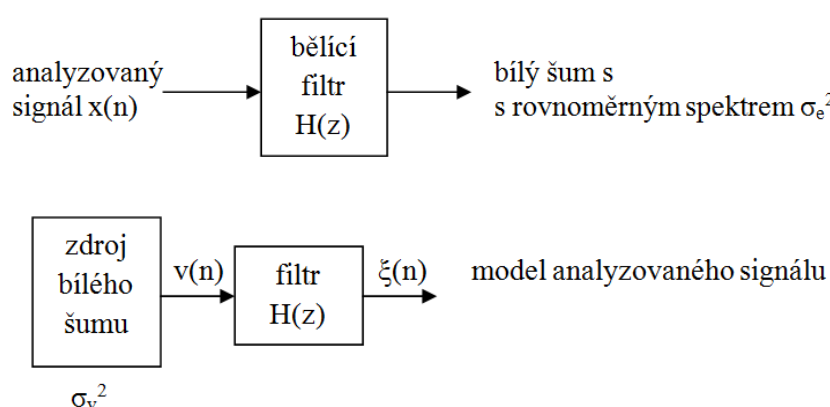 analyzovaný
signál x(n)
bělící
filtr
H(z)
bílý šum s
s rovnoměrným spektrem σₑ²
zdroj
bílého
šumu
v(n)
filtr
H(z)
ξ(n)
model analyzovaného signálu
σᵥ²